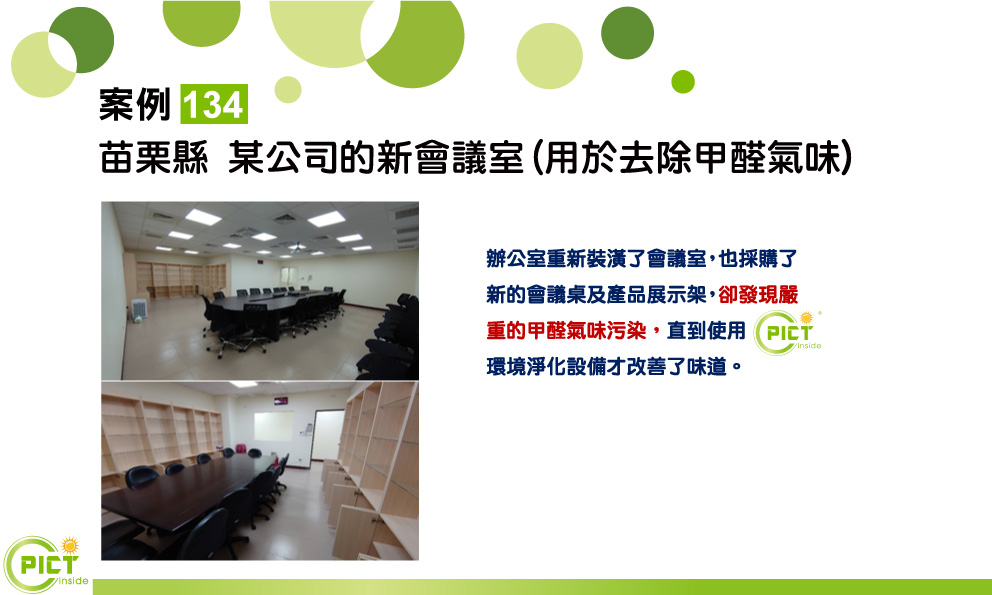 案例 134
苗栗縣 某公司的新會議室(用於去除甲醛氣味)
辦公室重新裝潢了會議室，也採購了
新的會議桌及產品展示架，卻發現嚴
重的甲醛氣味污染，直到使用 PICT inside
環境淨化設備才改善了味道。
PICT
inside